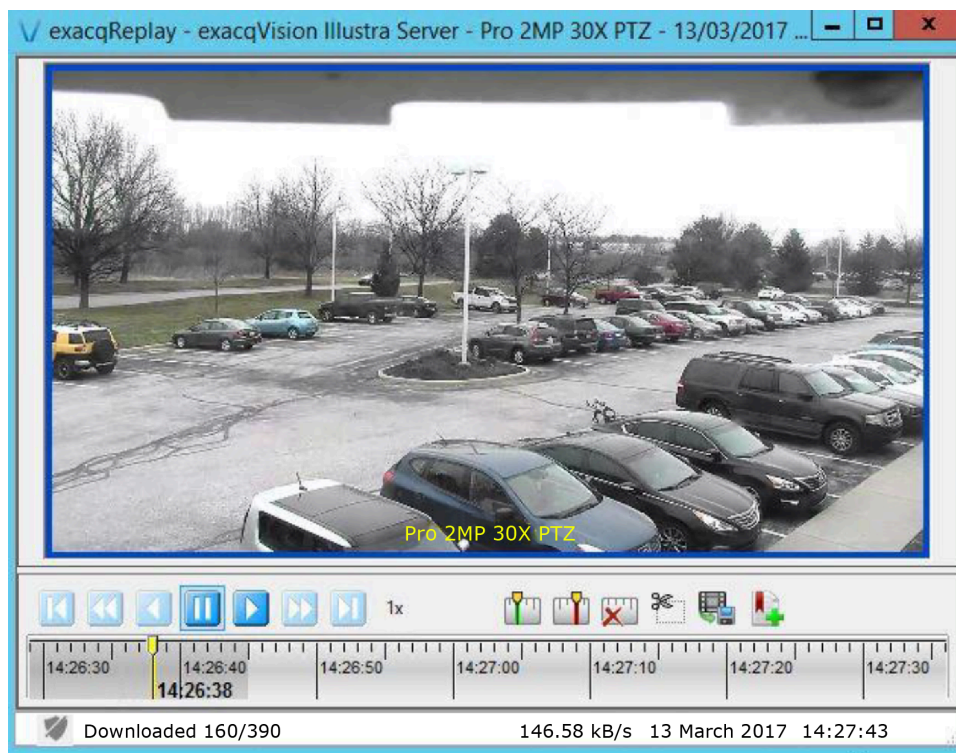 exacqReplay - exacqVision Illustra Server - Pro 2MP 30X PTZ - 13/03/2017 ...
Pro 2MP 30X PTZ
1x
14:26:30 14:26:40 14:26:50 14:27:00 14:27:10 14:27:20 14:27:30
14:26:38
Downloaded 160/390 146.58 kB/s 13 March 2017 14:27:43